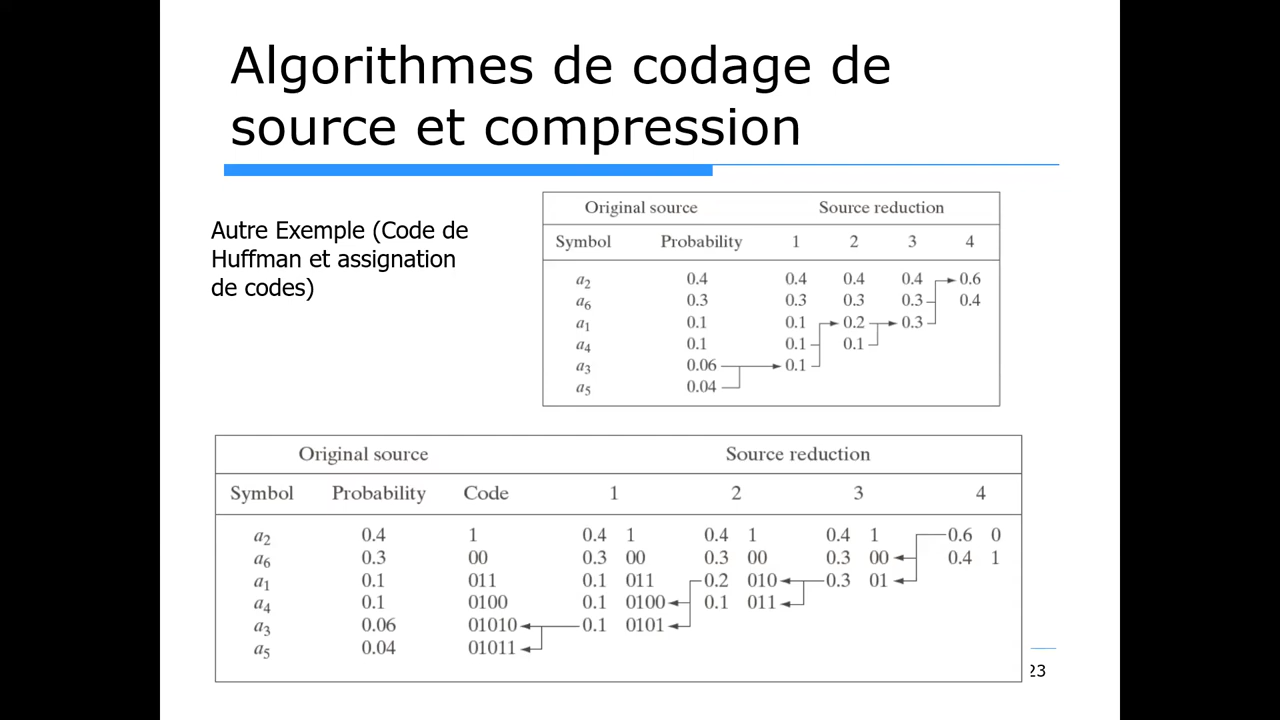 Algorithmes de codage de
source et compression
Autre Exemple (Code de
Huffman et assignation
de codes)
Original source Source reduction
Symbol Probability 1 2 3 4
a2 0.4 0.4 0.4 0.4 0.6
a6 0.3 0.3 0.3 0.3 0.4
a1 0.1 0.1 0.2 0.3
a4 0.1 0.1 0.1
a3 0.06 0.1
a5 0.04
Original source Source reduction
Symbol Probability Code 1 2 3 4
a2 0.4 1 0.4 1 0.4 1 0.4 1 0.6 0
a6 0.3 00 0.3 00 0.3 00 0.3 00 0.4 1
a1 0.1 011 0.1 011 0.2 010 0.3 01
a4 0.1 0100 0.1 0100 0.1 011
a3 0.06 01010 0.1 0101
a5 0.04 01011
23